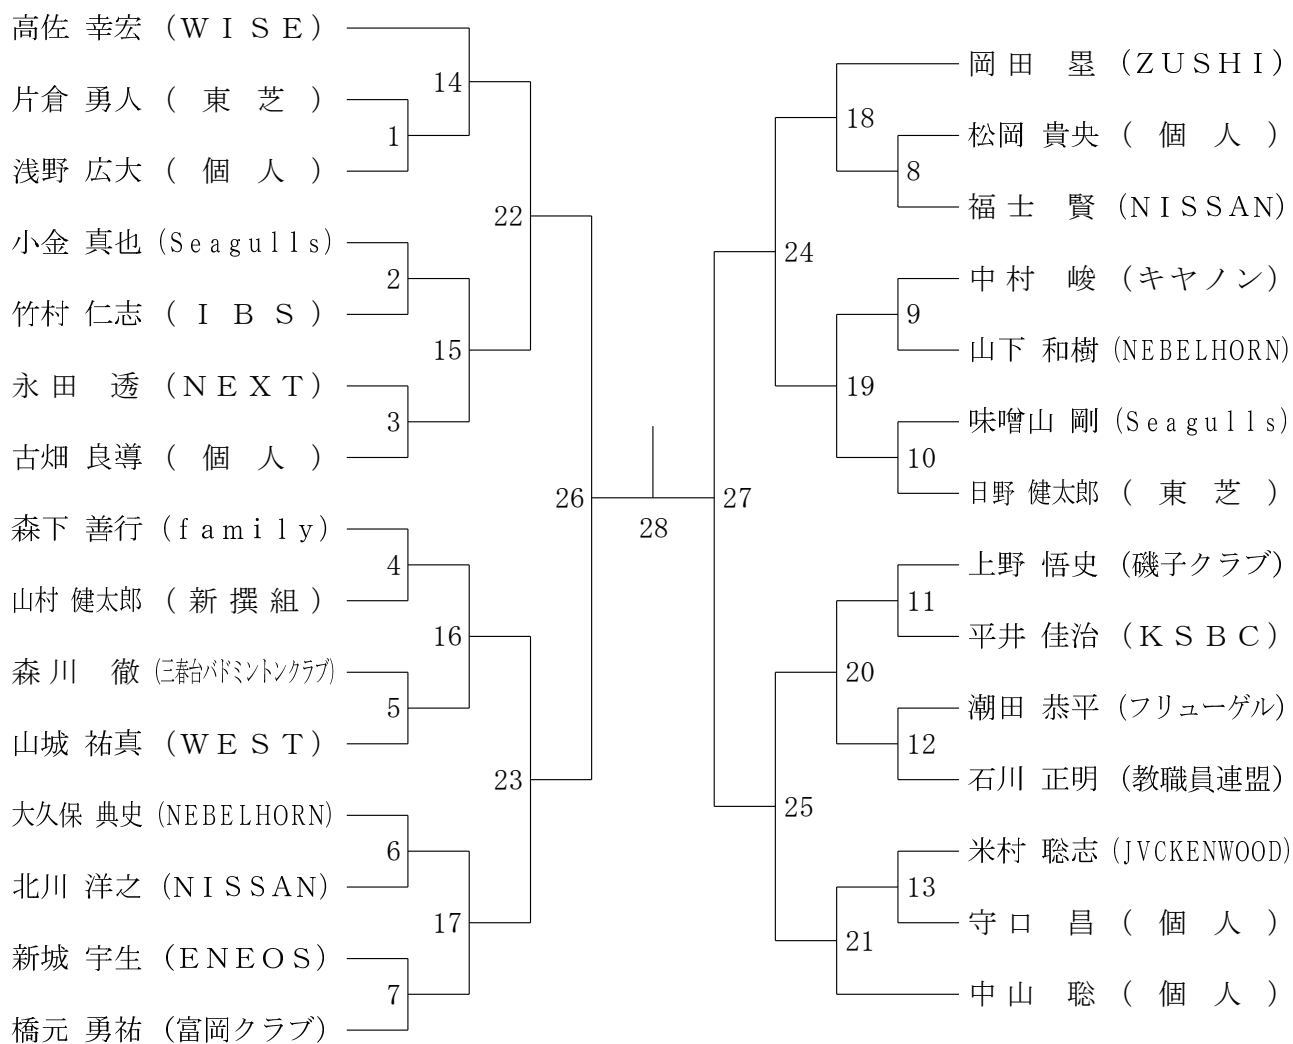 高佐 幸宏 (ＷＩＳＥ)
片倉 勇人 (東芝)
浅野 広大 (個人)
小金 真也 (Seagulls)
竹村 仁志 (ＩＢＳ)
永田 透 (ＮＥＸＴ)
古畑 良導 (個人)
森下 善行 (family)
山村 健太郎 (新撰組)
森川 徹 (三春台バドミントンクラブ)
山城 祐真 (ＷＥＳＴ)
大久保 典史 (NEBELHORN)
北川 洋之 (ＮＩＳＳＡＮ)
新城 宇生 (ＥＮＥＯＳ)
橋元 勇祐 (富岡クラブ)
1
2
3
4
5
6
7
14
15
16
17
22
23
26
28
27
24
25
18
19
20
21
8
9
10
11
12
13
岡田 塁 (ＺＵＳＨＩ)
松岡 貴央 (個人)
福士 賢 (ＮＩＳＳＡＮ)
中村 峻 (キヤノン)
山下 和樹 (NEBELHORN)
味噌山 剛 (Seagulls)
日野 健太郎 (東芝)
上野 悟史 (磯子クラブ)
平井 佳治 (ＫＳＢＣ)
潮田 恭平 (フリューゲル)
石川 正明 (教職員連盟)
米村 聡志 (JVCKENWOOD)
守口 昌 (個人)
中山 聡 (個人)